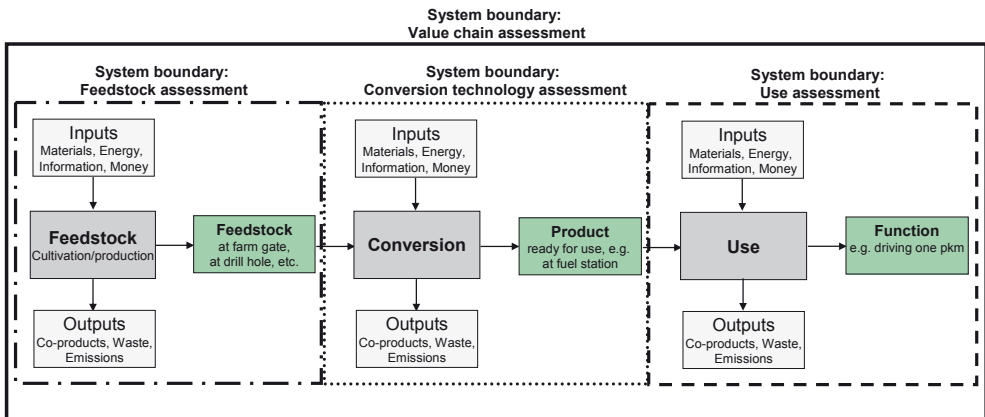 System boundary:
Value chain assessment
System boundary:
Feedstock assessment
System boundary:
Conversion technology assessment
System boundary:
Use assessment
Inputs
Materials, Energy,
Information, Money
Inputs
Materials, Energy,
Information, Money
Inputs
Materials, Energy,
Information, Money
Feedstock
Cultivation/production
Feedstock
at farm gate,
at drill hole, etc.
Conversion
Product
ready for use, e.g.
at fuel station
Use
Function
e.g. driving one pkm
Outputs
Co-products, Waste,
Emissions
Outputs
Co-products, Waste,
Emissions
Outputs
Co-products, Waste,
Emissions